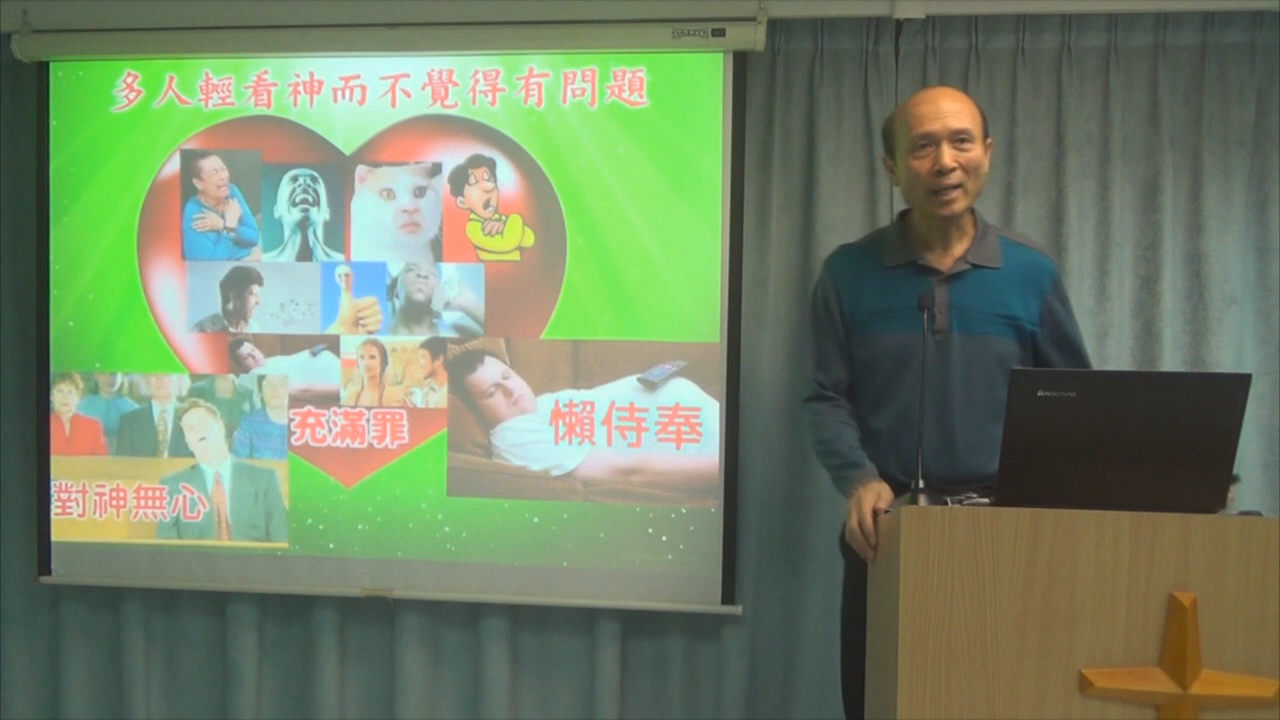 多人輕看神而不覺得有問題
充滿罪
懶侍奉
對神無心
lenovo